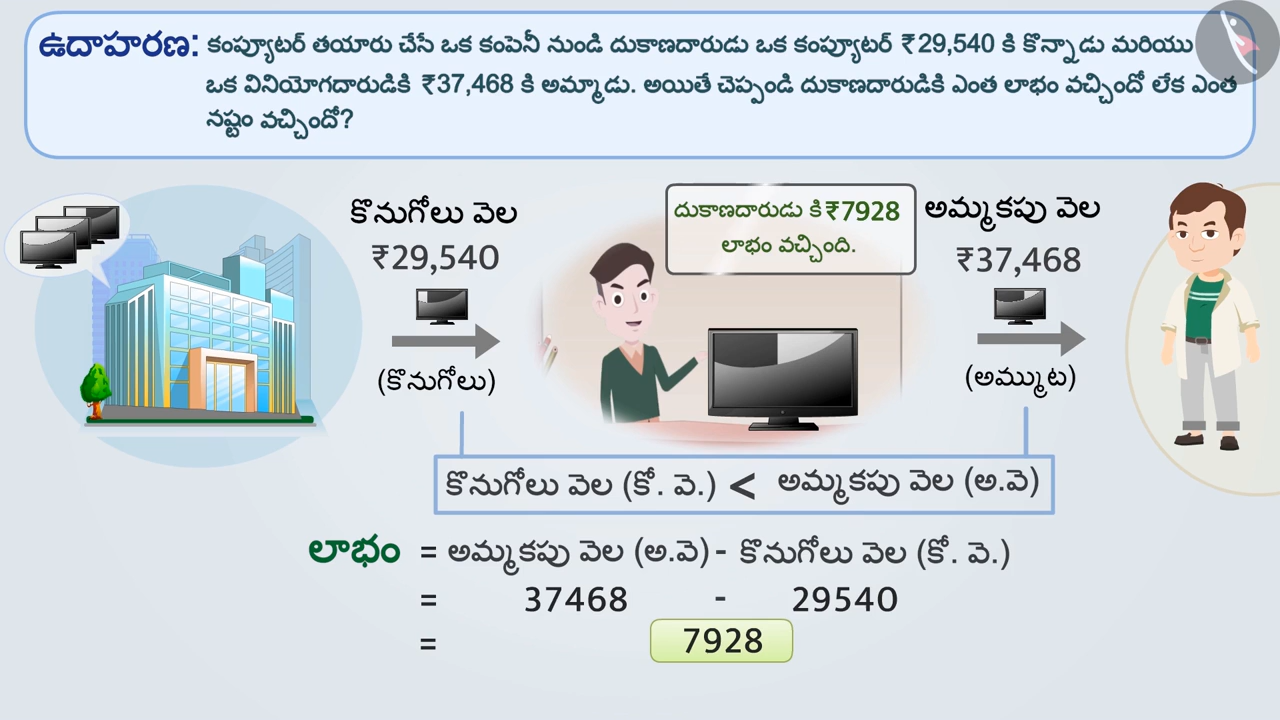 ఉదాహరణ: కంప్యూటర్ తయారు చేసే ఒక కంపెనీ నుండి దుకాణదారుడు ఒక కంప్యూటర్ ₹29,540 కి కొన్నాడు మరియు
ఒక వినియోగదారుడికి ₹37,468 కి అమ్మాడు. అయితే చెప్పండి దుకాణదారుడికి ఎంత లాభం వచ్చిందో లేక ఎంత
నష్టం వచ్చిందో?
కొనుగోలు వెల
₹29,540
(కొనుగోలు)
దుకాణదారుడు కి ₹7928
లాభం వచ్చింది.
అమ్మకపు వెల
₹37,468
(అమ్ముట)
కొనుగోలు వెల (కో. వె.) < అమ్మకపు వెల (అ.వె)
లాభం = అమ్మకపు వెల (అ.వె) - కొనుగోలు వెల (కో. వె.)
= 37468 - 29540
= 7928